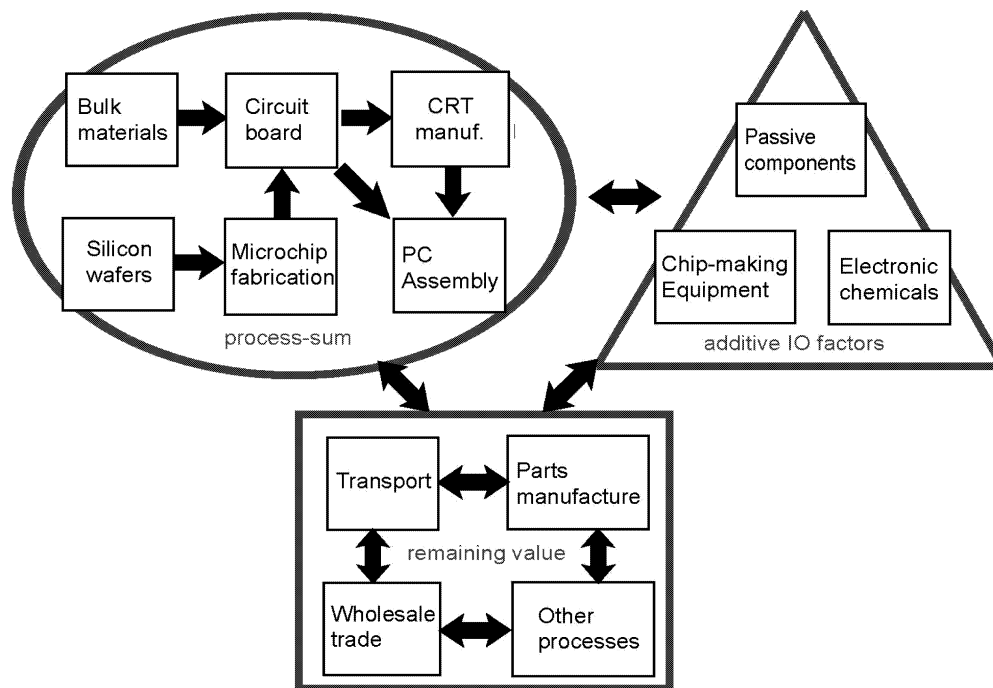 Bulk
materials
Circuit
board
CRT
manuf.
Silicon
wafers
Microchip
fabrication
PC
Assembly
process-sum
Passive
components
Chip-making
Equipment
Electronic
chemicals
additive IO factors
Transport
Parts
manufacture
remaining value
Wholesale
trade
Other
processes